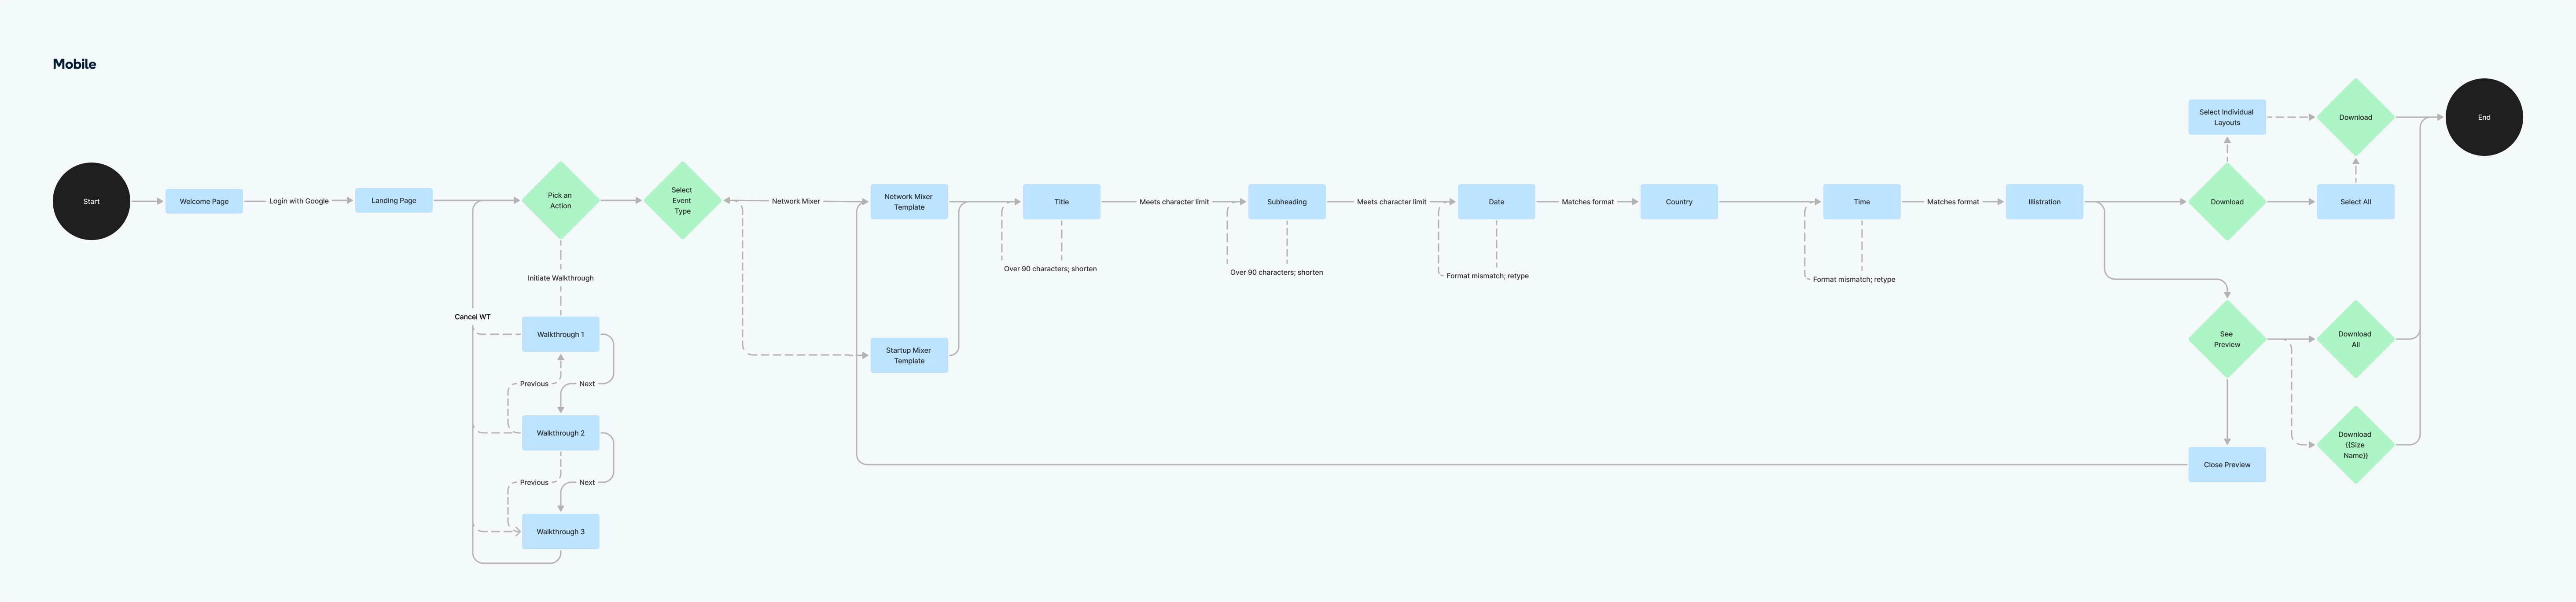 Mobile
Start
Welcome Page
Login with Google
Landing Page
Pick an
Action
Select
Event
Type
Network Mixer
Network Mixer
Template
Title
Meets character limit
Subheading
Meets character limit
Date
Matches format
Country
Time
Matches format
Illistration
Download
Select All
Select Individual
Layouts
Download
End
Initiate Walkthrough
Cancel WT
Walkthrough 1
Previous
Next
Walkthrough 2
Previous
Next
Walkthrough 3
Startup Mixer
Template
Over 90 characters; shorten
Over 90 characters; shorten
Format mismatch; retype
Format mismatch; retype
See
Preview
Download
All
Download
{{Size
Name}}
Close Preview